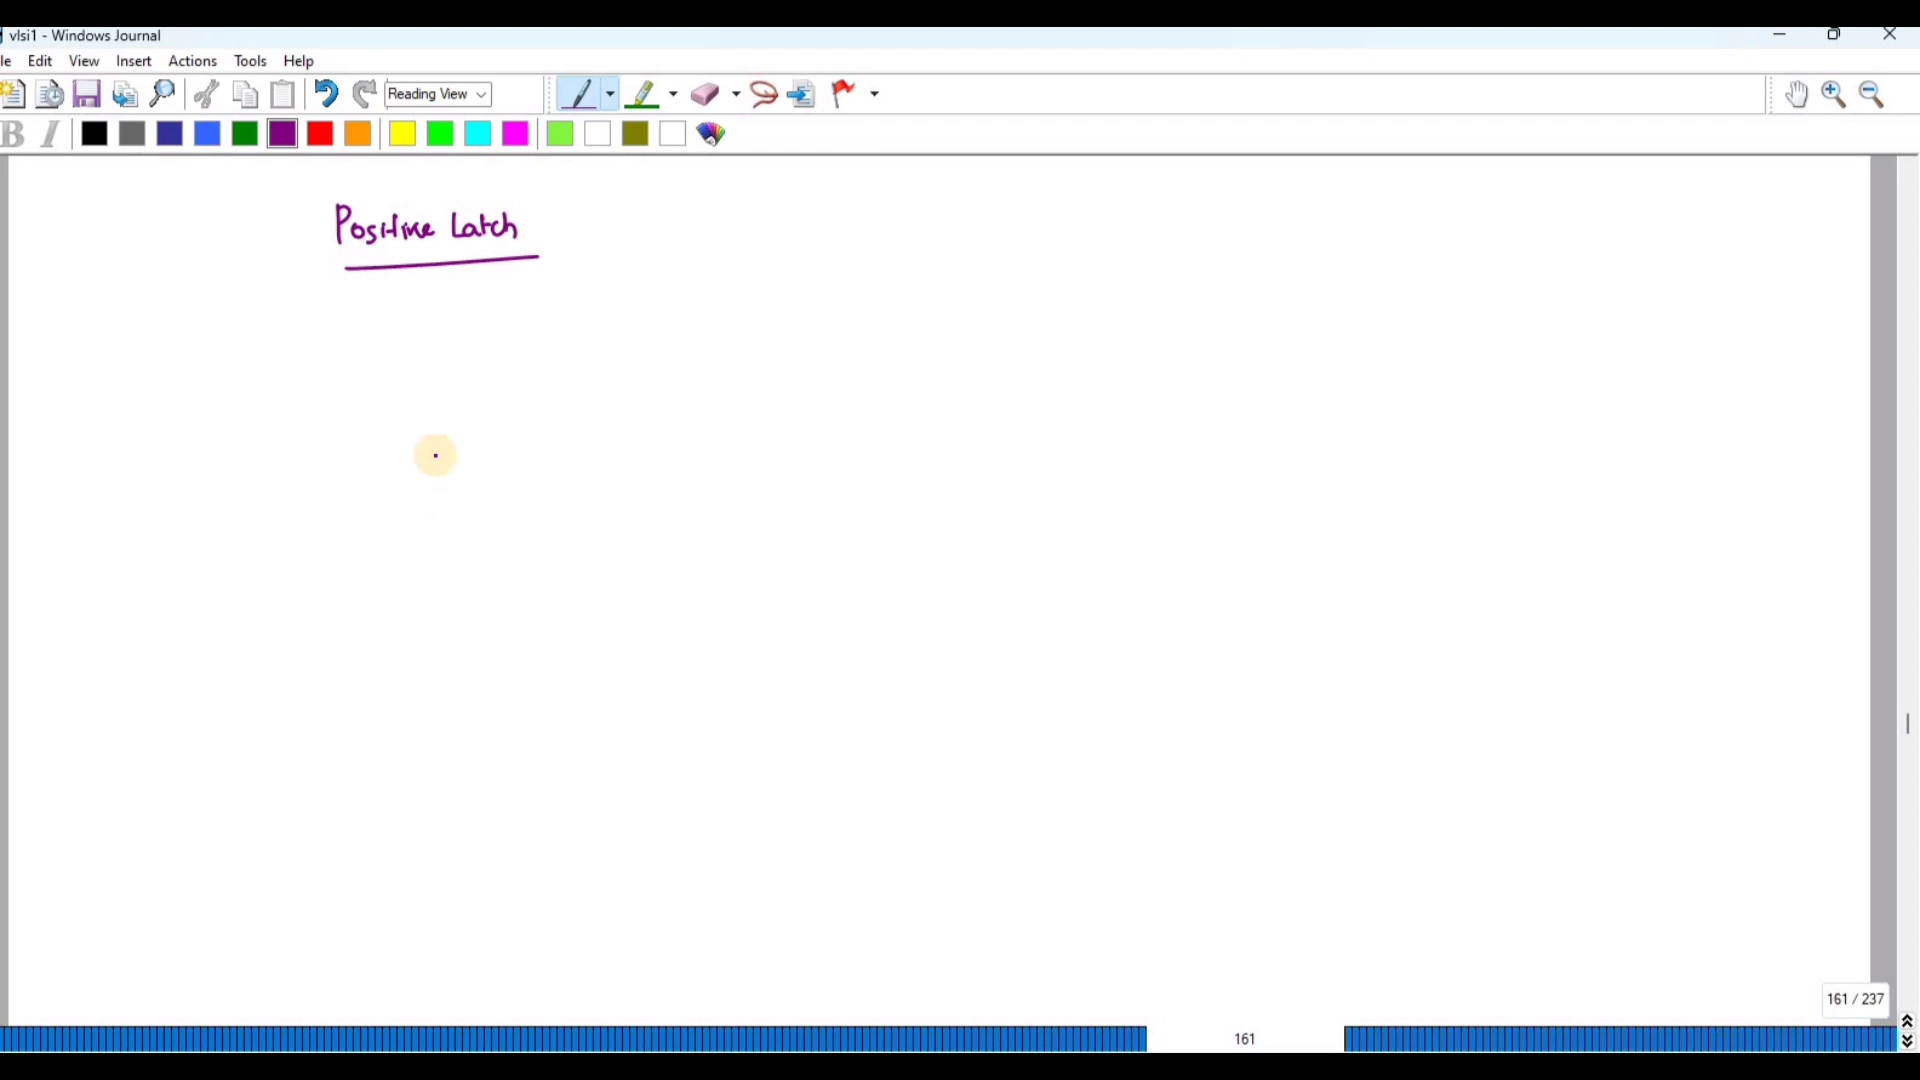 vlsi1 - Windows Journal
le Edit View Insert Actions Tools Help
Reading View
B I
Positive Latch
161 / 237
161